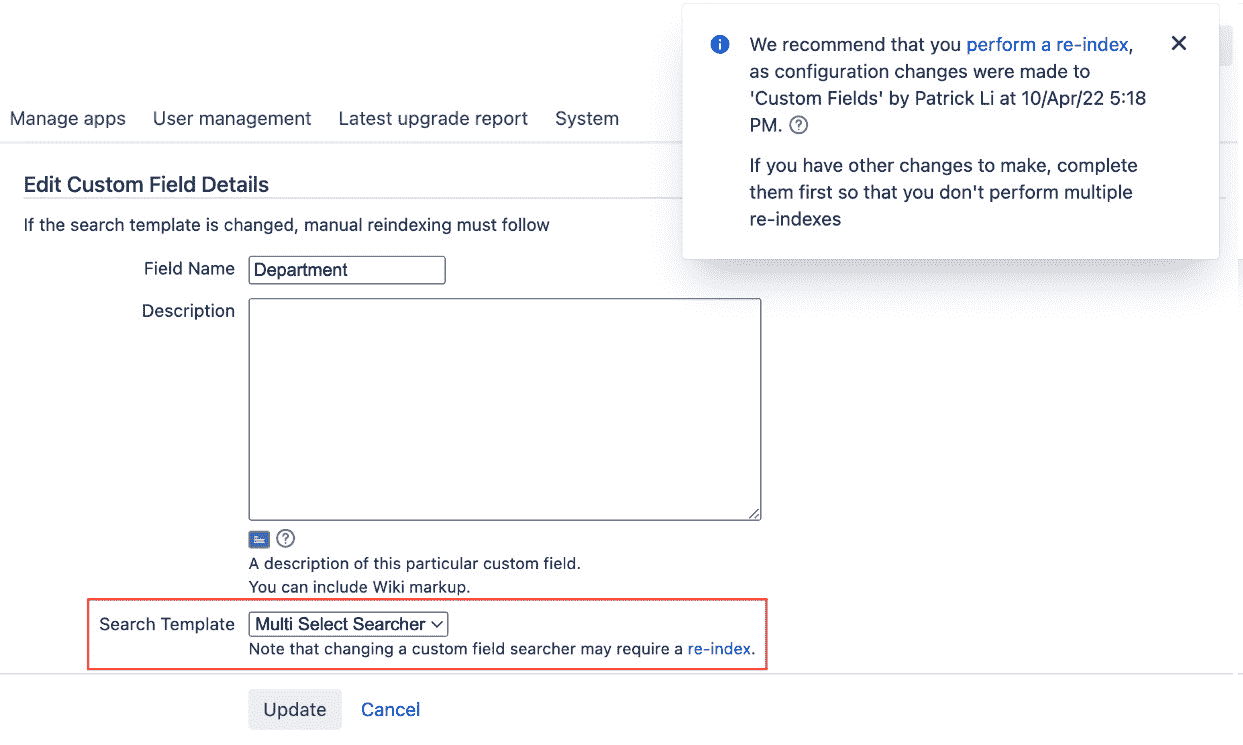 We recommend that you perform a re-index,
as configuration changes were made to
'Custom Fields' by Patrick Li at 10/Apr/22 5:18
PM.
If you have other changes to make, complete
them first so that you don't perform multiple
re-indexes
Manage apps User management Latest upgrade report System
Edit Custom Field Details
If the search template is changed, manual reindexing must follow
Field Name Department
Description
A description of this particular custom field.
You can include Wiki markup.
Search Template Multi Select Searcher
Note that changing a custom field searcher may require a re-index.
Update Cancel